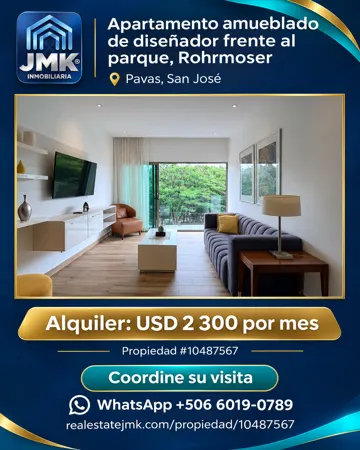 JMK®
INMOBILIARIA
Apartamento amueblado
de diseñador frente al
parque, Rohrmoser
Pavas, San José
Alquiler: USD 2 300 por mes
Propiedad #10487567
Coordine su visita
WhatsApp +506 6019-0789
realestatejmk.com/propiedad/10487567